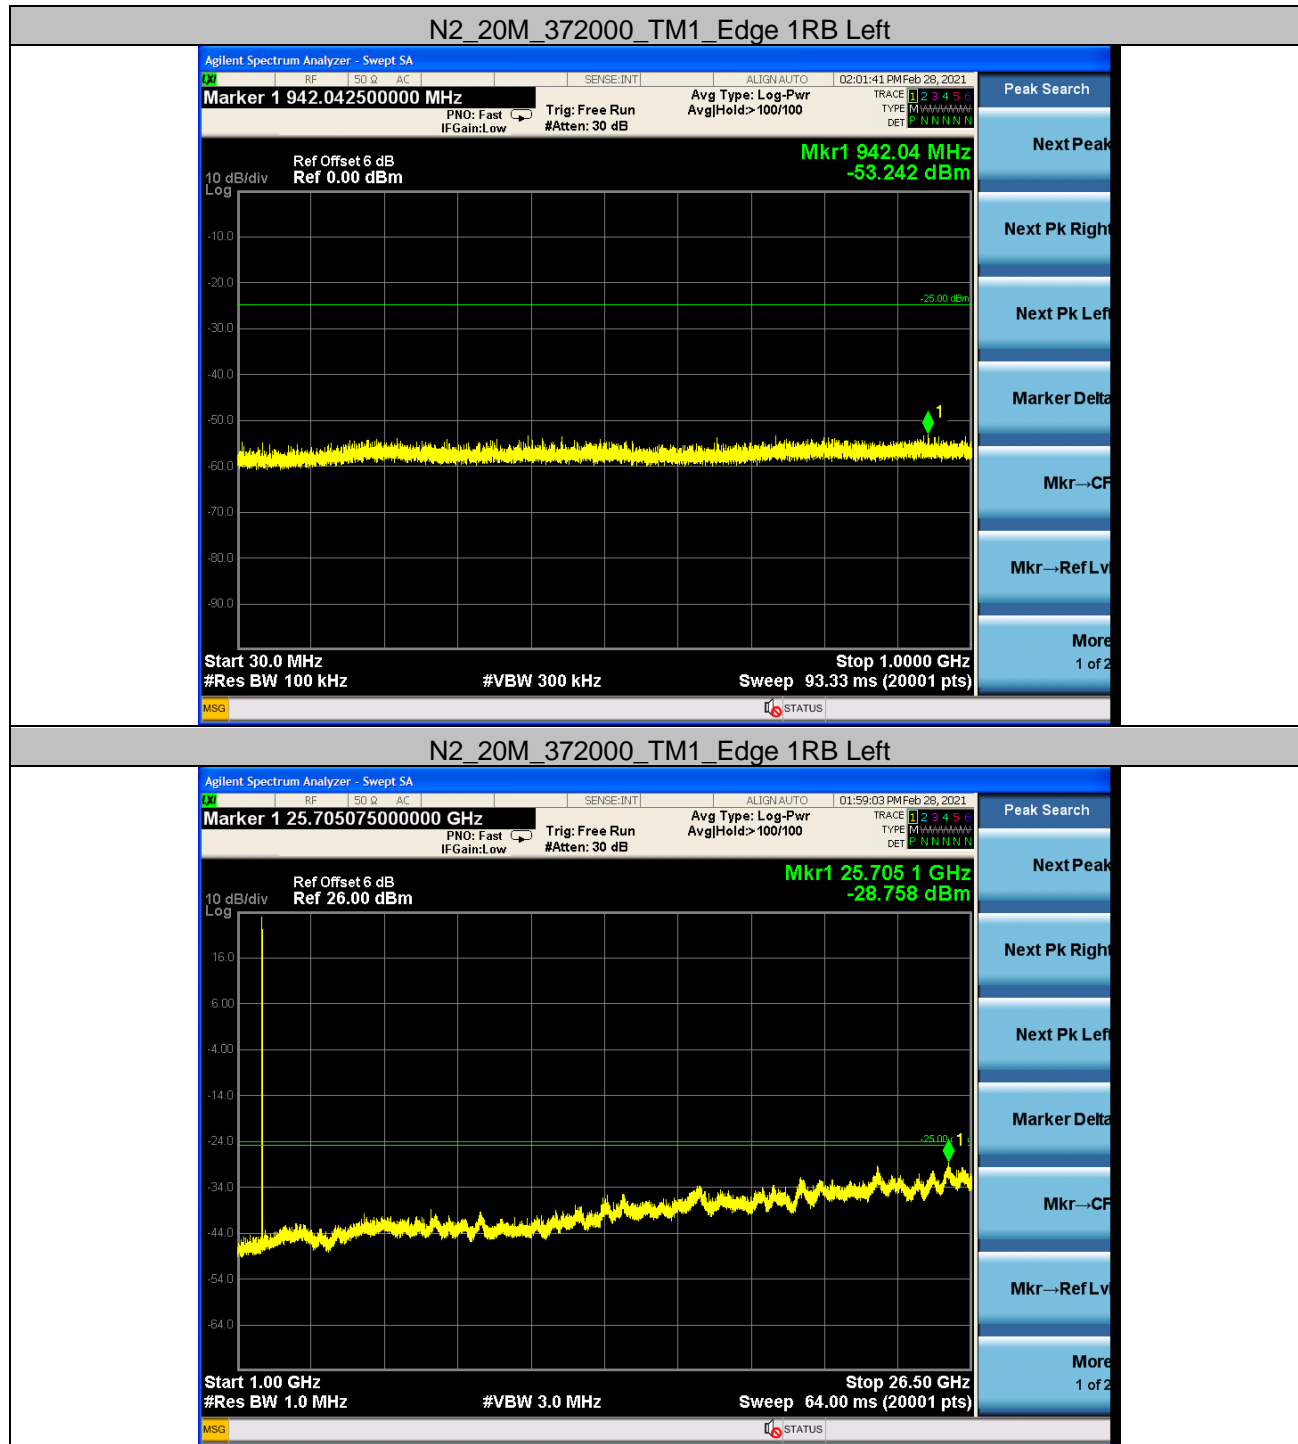 N2_20M_372000_TM1_Edge 1RB Left
Agilent Spectrum Analyzer - Swept SA
LXI RF 50 Ω AC SENSE:INT ALIGN AUTO 02:01:41 PM Feb 28, 2021
Marker 1 942.042500000 MHz
PNO: Fast
IFGain:Low
Trig: Free Run
#Atten: 30 dB
Avg Type: Log-Pwr
Avg|Hold:>100/100
TRACE 1 2 3 4 5 6
TYPE M WWWWW
DET P N N N N N
Mkr1 942.04 MHz
-53.242 dBm
Ref Offset 6 dB
Ref 0.00 dBm
10 dB/div
Log
-10.0
-20.0
-25.00 dBm
-30.0
-40.0
-50.0
1
-60.0
-70.0
-80.0
-90.0
Start 30.0 MHz Stop 1.0000 GHz
#Res BW 100 kHz #VBW 300 kHz Sweep 93.33 ms (20001 pts)
MSG STATUS
Peak Search
Next Peak
Next Pk Right
Next Pk Left
Marker Delta
Mkr→CF
Mkr→Ref Lvl
More
1 of 2
N2_20M_372000_TM1_Edge 1RB Left
Agilent Spectrum Analyzer - Swept SA
LXI RF 50 Ω AC SENSE:INT ALIGN AUTO 01:59:03 PM Feb 28, 2021
Marker 1 25.705075000000 GHz
PNO: Fast
IFGain:Low
Trig: Free Run
#Atten: 30 dB
Avg Type: Log-Pwr
Avg|Hold:>100/100
TRACE 1 2 3 4 5 6
TYPE M WWWWW
DET P N N N N N
Mkr1 25.705 1 GHz
-28.758 dBm
Ref Offset 6 dB
Ref 26.00 dBm
10 dB/div
Log
16.0
6.00
-4.00
-14.0
-24.0
-25.00
1
-34.0
-44.0
-54.0
-64.0
Start 1.00 GHz Stop 26.50 GHz
#Res BW 1.0 MHz #VBW 3.0 MHz Sweep 64.00 ms (20001 pts)
MSG STATUS
Peak Search
Next Peak
Next Pk Right
Next Pk Left
Marker Delta
Mkr→CF
Mkr→Ref Lvl
More
1 of 2